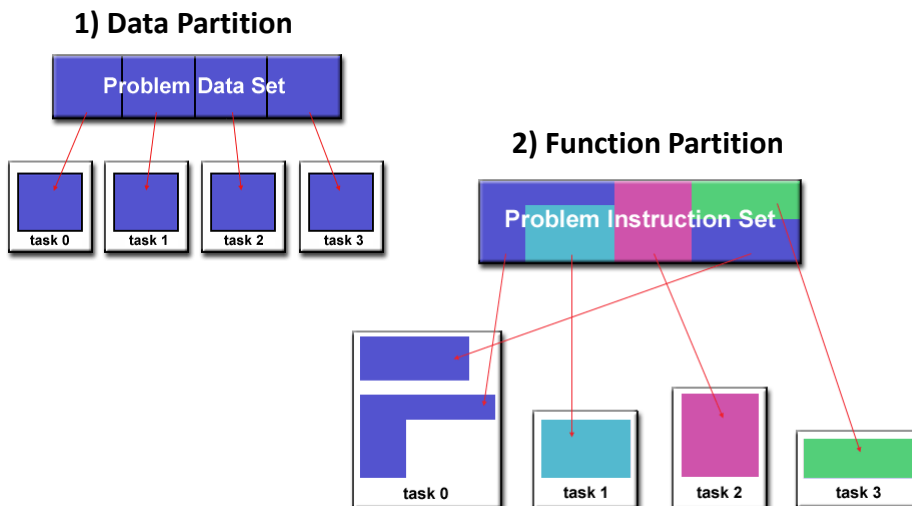 1) Data Partition
Problem Data Set
task 0
task 1
task 2
task 3
2) Function Partition
Problem Instruction Set
task 0
task 1
task 2
task 3